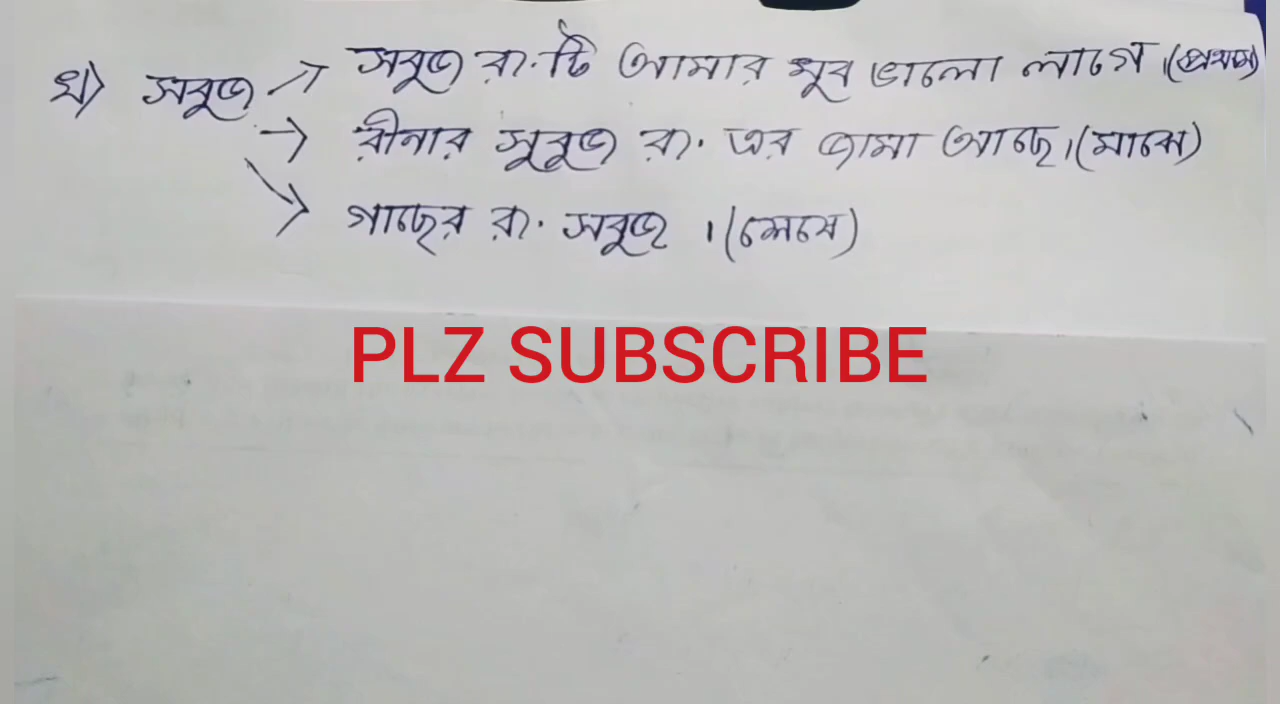 খ) সবুজ → সবুজ রং টি আমার খুব ভালো লাগে।(প্রথমে)
→ রীনার সবুজ রং এর জামা আছে।(মাঝে)
→ গাছের রং সবুজ ।(শেষে)
PLZ SUBSCRIBE